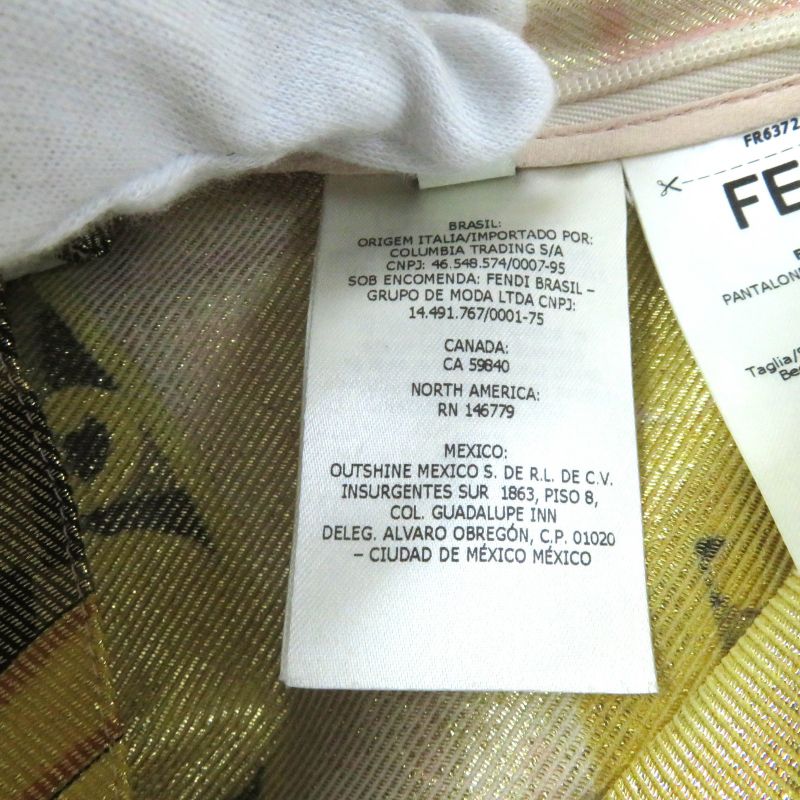 BRASIL:
ORIGEM ITALIA/IMPORTADO POR:
COLUMBIA TRADING S/A
CNPJ: 46.548.574/0007-95
SOB ENCOMENDA: FENDI BRASIL –
GRUPO DE MODA LTDA CNPJ:
14.491.767/0001-75
CANADA:
CA 59840
NORTH AMERICA:
RN 146779
MEXICO:
OUTSHINE MEXICO S. DE R.L. DE C.V.
INSURGENTES SUR 1863, PISO 8,
COL. GUADALUPE INN
DELEG. ALVARO OBREGÓN, C.P. 01020
– CIUDAD DE MÉXICO MÉXICO
FR6372
FE
PANTALON
Taglia/